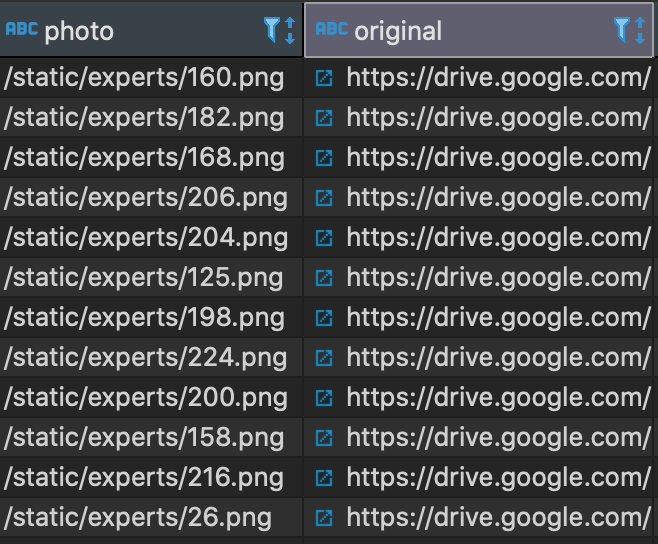 ABC photo ABC original
/static/experts/160.png https://drive.google.com/
/static/experts/182.png https://drive.google.com/
/static/experts/168.png https://drive.google.com/
/static/experts/206.png https://drive.google.com/
/static/experts/204.png https://drive.google.com/
/static/experts/125.png https://drive.google.com/
/static/experts/198.png https://drive.google.com/
/static/experts/224.png https://drive.google.com/
/static/experts/200.png https://drive.google.com/
/static/experts/158.png https://drive.google.com/
/static/experts/216.png https://drive.google.com/
/static/experts/26.png https://drive.google.com/